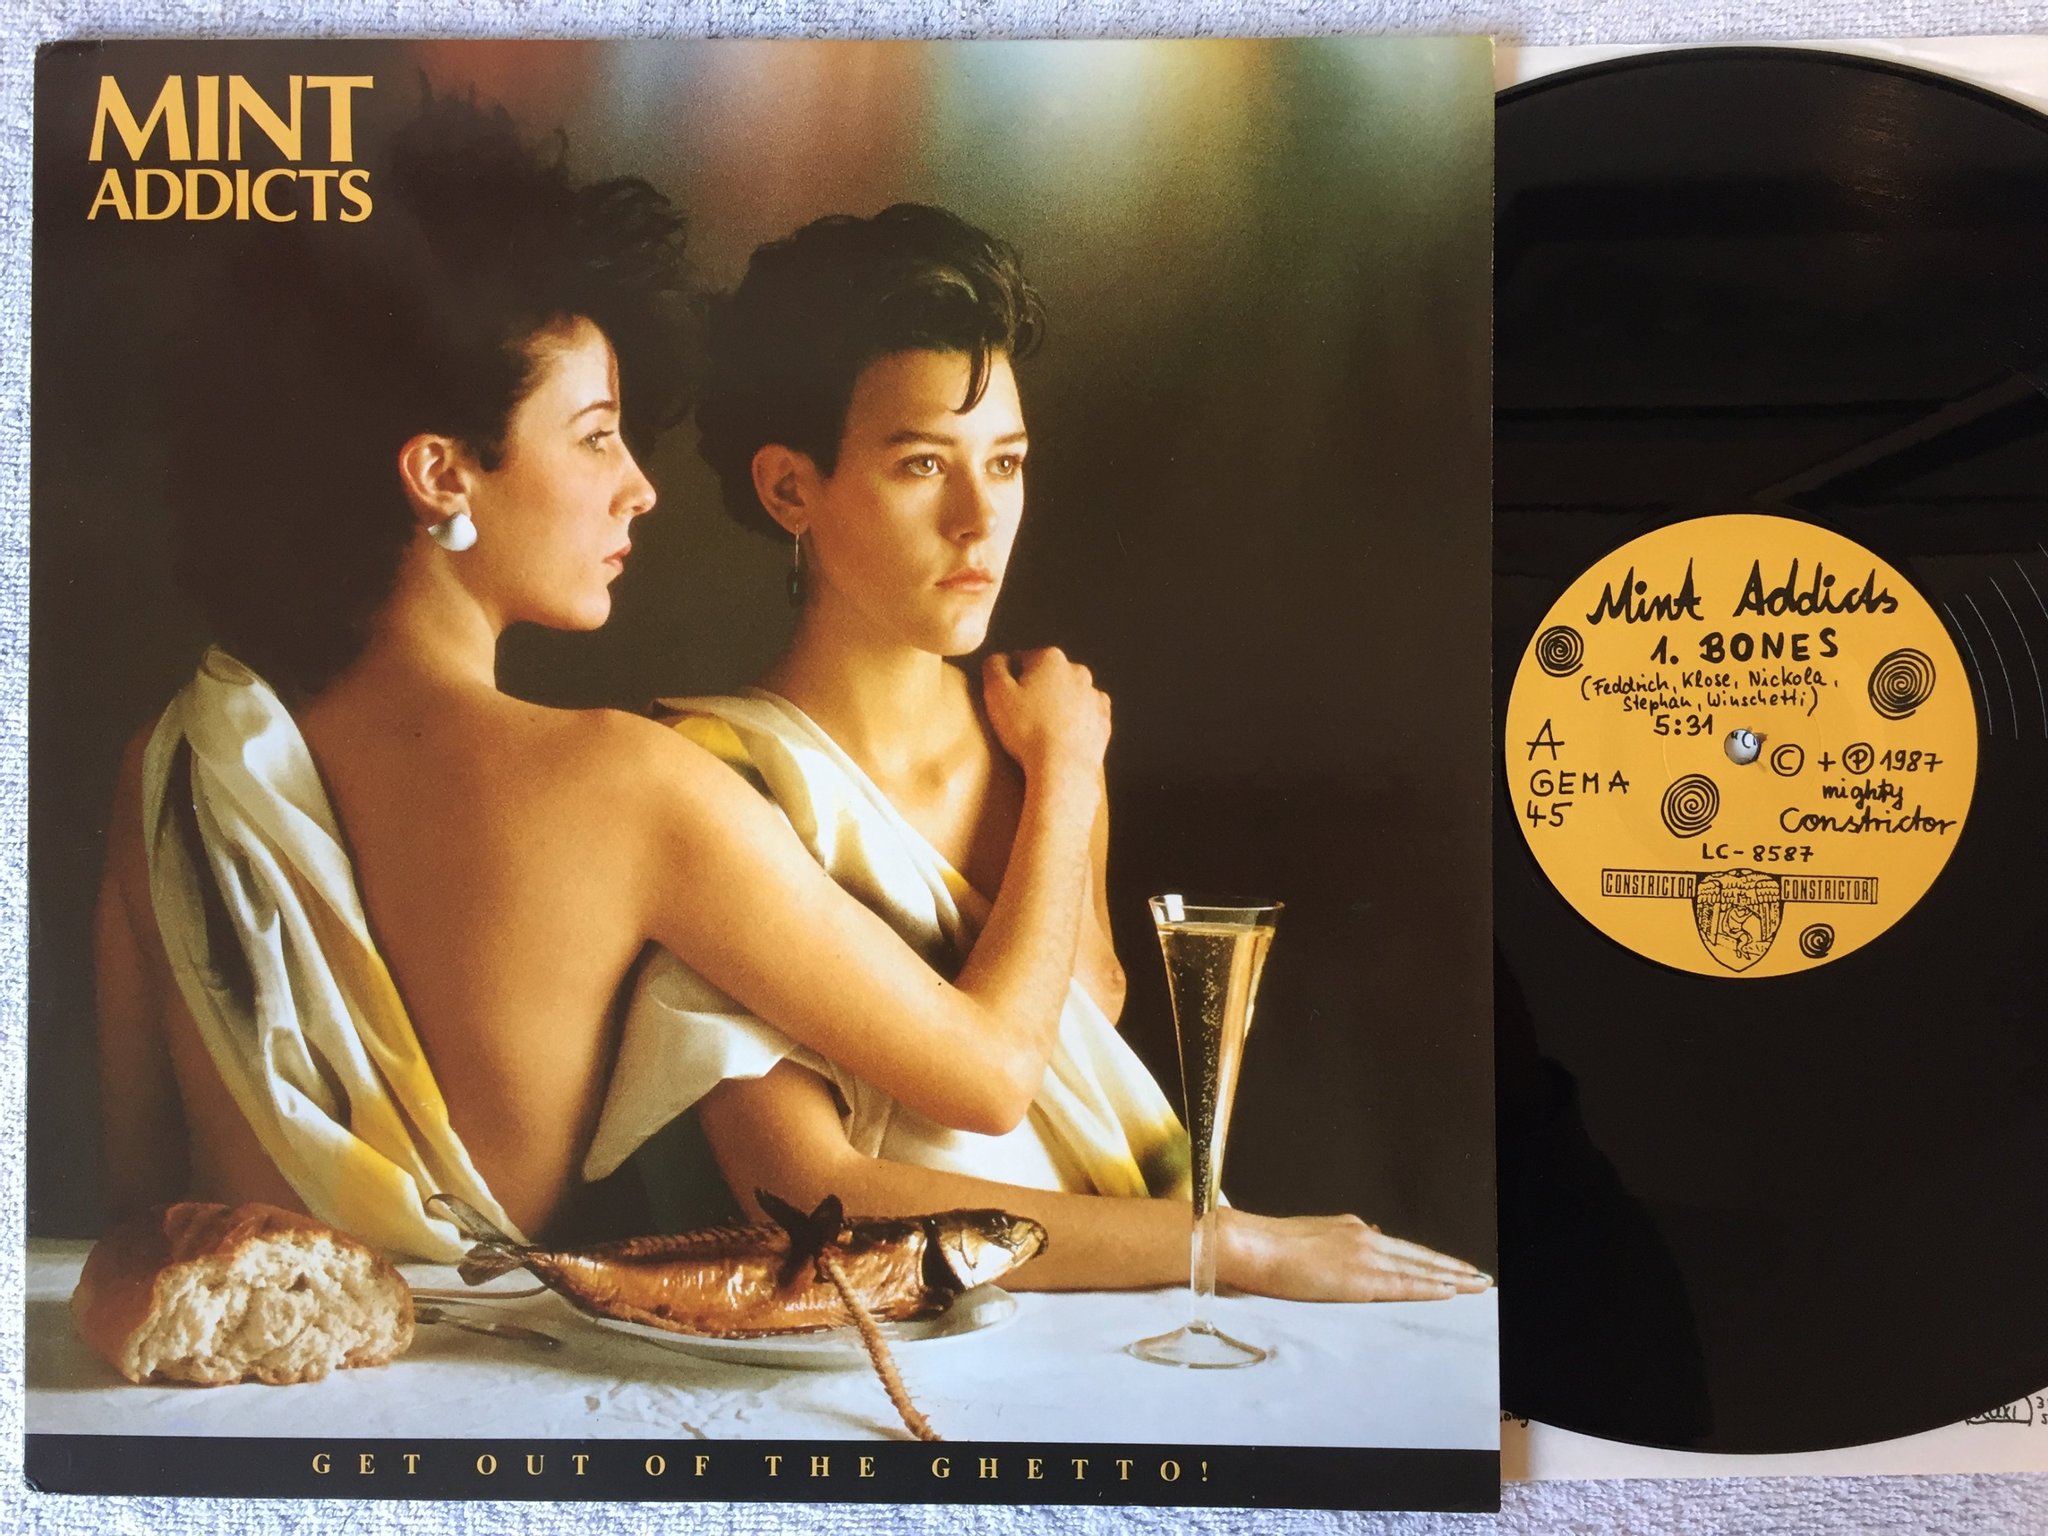 MINT
ADDICTS
GET OUT OF THE GHETTO!
Mint Addicts
1. BONES
(Feddrich, Klose, Nickola,
Stephan, Winschetti)
5:31
A
GEMA
45
© + ℗ 1987
mighty
Constrictor
LC-8587
CONSTRICTOR CONSTRICTOR